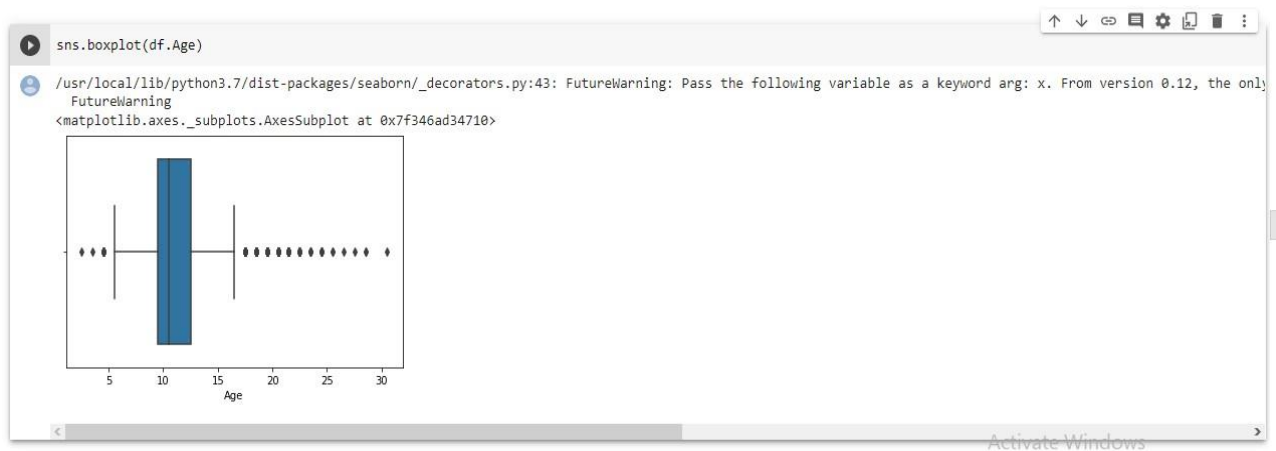 sns.boxplot(df.Age)
/usr/local/lib/python3.7/dist-packages/seaborn/_decorators.py:43: FutureWarning: Pass the following variable as a keyword arg: x. From version 0.12, the only
FutureWarning
<matplotlib.axes._subplots.AxesSubplot at 0x7f346ad34710>
5 10 15 20 25 30
Age
Activate Windows